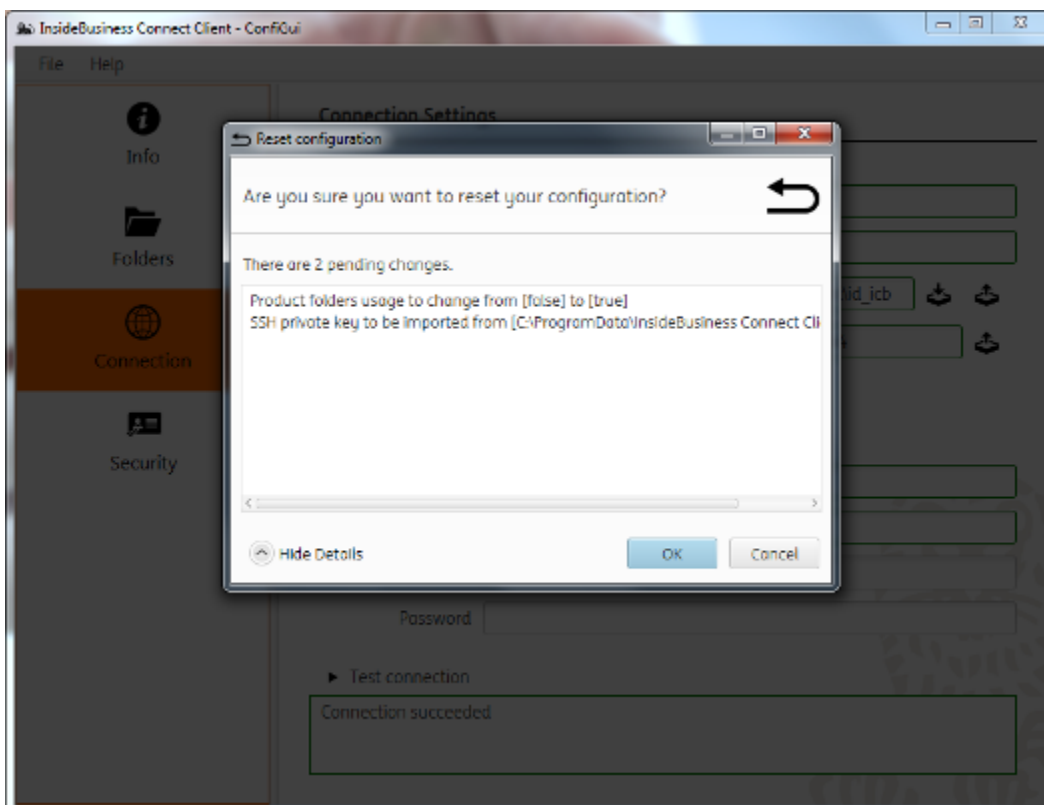 InsideBusiness Connect Client - ConfiGui
File Help
Info
Folders
Connection
Security
Connection Settings
id_icb
Reset configuration
Are you sure you want to reset your configuration?
There are 2 pending changes.
Product folders usage to change from [false] to [true]
SSH private key to be imported from [C:\ProgramData\InsideBusiness Connect Cli
Hide Details
OK
Cancel
Password
Test connection
Connection succeeded